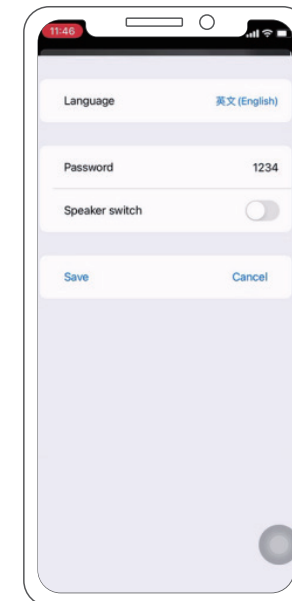 11:46
Language 英文 (English)
Password 1234
Speaker switch
Save Cancel